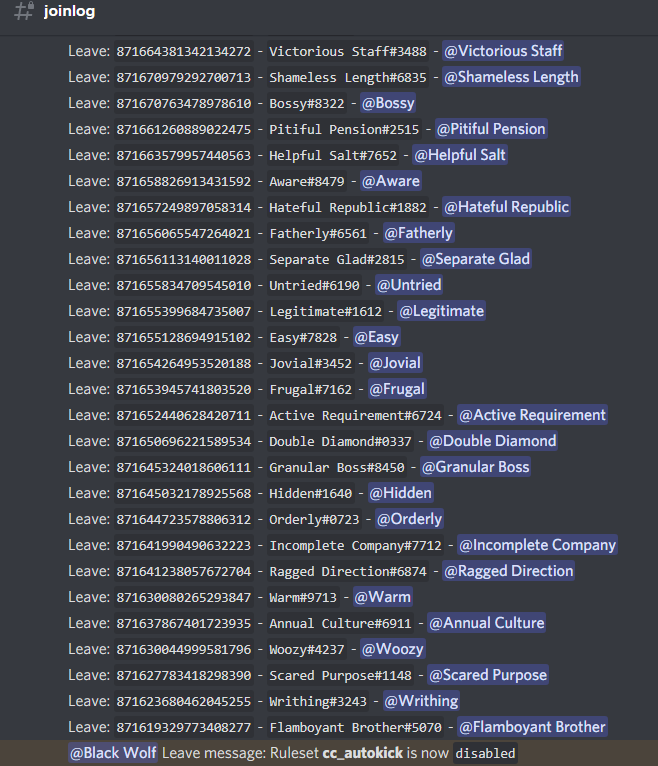 joinlog
Leave: 871664381342134272 - Victorious Staff#3488 - @Victorious Staff
Leave: 871670979292700713 - Shameless Length#6835 - @Shameless Length
Leave: 871670763478978610 - Bossy#8322 - @Bossy
Leave: 871661260889022475 - Pitiful Pension#2515 - @Pitiful Pension
Leave: 871663579957440563 - Helpful Salt#7652 - @Helpful Salt
Leave: 871658826913431592 - Aware#8479 - @Aware
Leave: 871657249897058314 - Hateful Republic#1882 - @Hateful Republic
Leave: 871656065547264021 - Fatherly#6561 - @Fatherly
Leave: 871656113140011028 - Separate Glad#2815 - @Separate Glad
Leave: 871655834709545010 - Untried#6190 - @Untried
Leave: 871655399684735007 - Legitimate#1612 - @Legitimate
Leave: 871655128694915102 - Easy#7828 - @Easy
Leave: 871654264953520188 - Jovial#3452 - @Jovial
Leave: 871653945741803520 - Frugal#7162 - @Frugal
Leave: 871652440628420711 - Active Requirement#6724 - @Active Requirement
Leave: 871650696221589534 - Double Diamond#0337 - @Double Diamond
Leave: 871645324018606111 - Granular Boss#8450 - @Granular Boss
Leave: 871645032178925568 - Hidden#1640 - @Hidden
Leave: 871644723578806312 - Orderly#0723 - @Orderly
Leave: 871641990490632223 - Incomplete Company#7712 - @Incomplete Company
Leave: 871641238057672704 - Ragged Direction#6874 - @Ragged Direction
Leave: 871630080265293847 - Warm#9713 - @Warm
Leave: 871637867401723935 - Annual Culture#6911 - @Annual Culture
Leave: 871630044999581796 - Woozy#4237 - @Woozy
Leave: 871627783418298390 - Scared Purpose#1148 - @Scared Purpose
Leave: 871623680462045255 - Writhing#3243 - @Writhing
Leave: 871619329773408277 - Flamboyant Brother#5070 - @Flamboyant Brother
@Black Wolf Leave message: Ruleset cc_autokick is now disabled